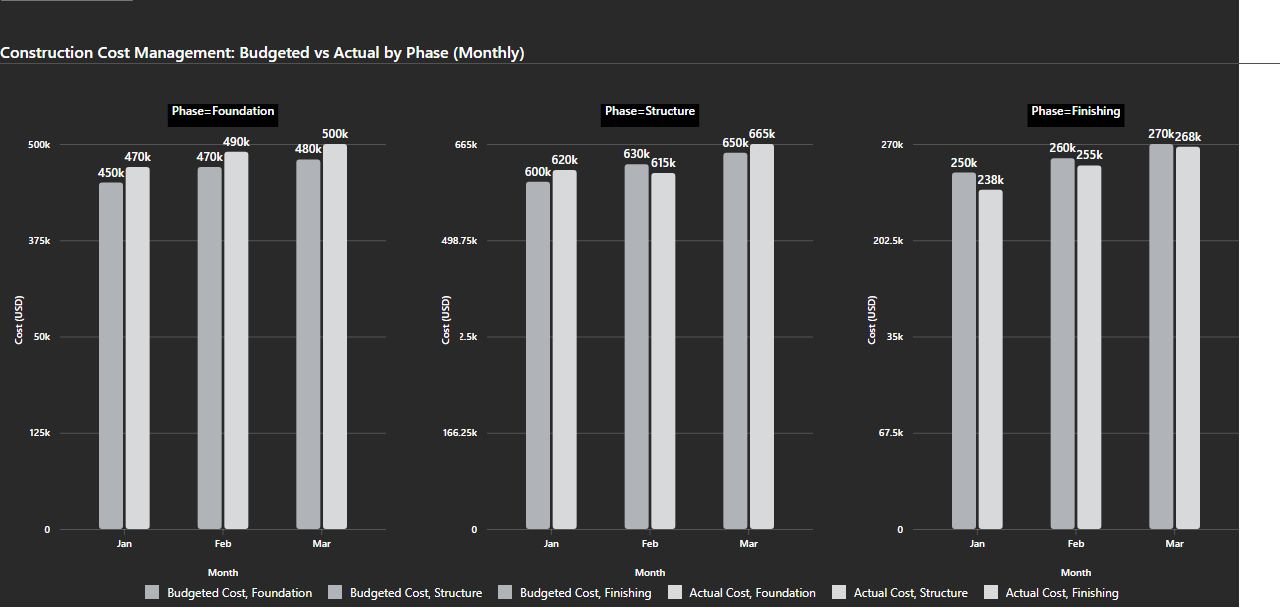 Construction Cost Management: Budgeted vs Actual by Phase (Monthly)
Phase=Foundation
500k
375k
50k
125k
0
Cost (USD)
450k
470k
470k
490k
480k
500k
Jan
Feb
Mar
Month
Phase=Structure
665k
498.75k
2.5k
166.25k
0
Cost (USD)
600k
620k
630k
615k
650k
665k
Jan
Feb
Mar
Month
Phase=Finishing
270k
202.5k
35k
67.5k
0
Cost (USD)
250k
238k
260k
255k
270k
268k
Jan
Feb
Mar
Month
Budgeted Cost, Foundation
Budgeted Cost, Structure
Budgeted Cost, Finishing
Actual Cost, Foundation
Actual Cost, Structure
Actual Cost, Finishing